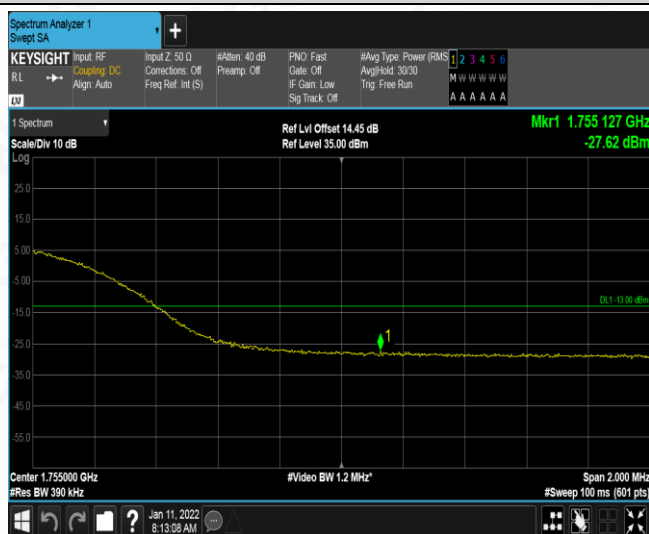 Spectrum Analyzer 1
Swept SA
+
KEYSIGHT
RL
LXI
Input: RF
Coupling: DC
Align: Auto
Input Z: 50 Ω
Corrections: Off
Freq Ref: Int (S)
#Atten: 40 dB
Preamp: Off
PNO: Fast
Gate: Off
IF Gain: Low
Sig Track: Off
#Avg Type: Power (RMS
Avg|Hold: 30/30
Trig: Free Run
1 2 3 4 5 6
M W W W W W
A A A A A A
1 Spectrum
Scale/Div 10 dB
Log
Ref Lvl Offset 14.45 dB
Ref Level 35.00 dBm
Mkr1 1.755 127 GHz
-27.62 dBm
25.0
15.0
5.00
-5.00
-15.0
-25.0
-35.0
-45.0
-55.0
DL1 -13.00 dBm
1
Center 1.755000 GHz
#Res BW 390 kHz
#Video BW 1.2 MHz*
Span 2.000 MHz
#Sweep 100 ms (601 pts)
?
Jan 11, 2022
8:13:08 AM